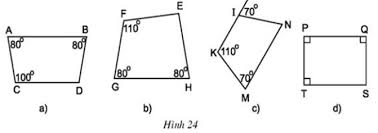 A 80° B 80° C 100° D
F 110° E G 80° H 80°
I 70° N K 110° M 70°
P Q T S
a) b) c) d)
Hình 24